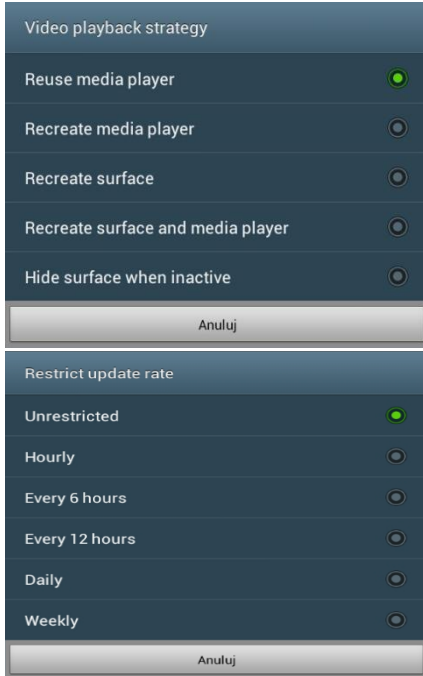 Video playback strategy
Reuse media player
Recreate media player
Recreate surface
Recreate surface and media player
Hide surface when inactive
Anuluj
Restrict update rate
Unrestricted
Hourly
Every 6 hours
Every 12 hours
Daily
Weekly
Anuluj